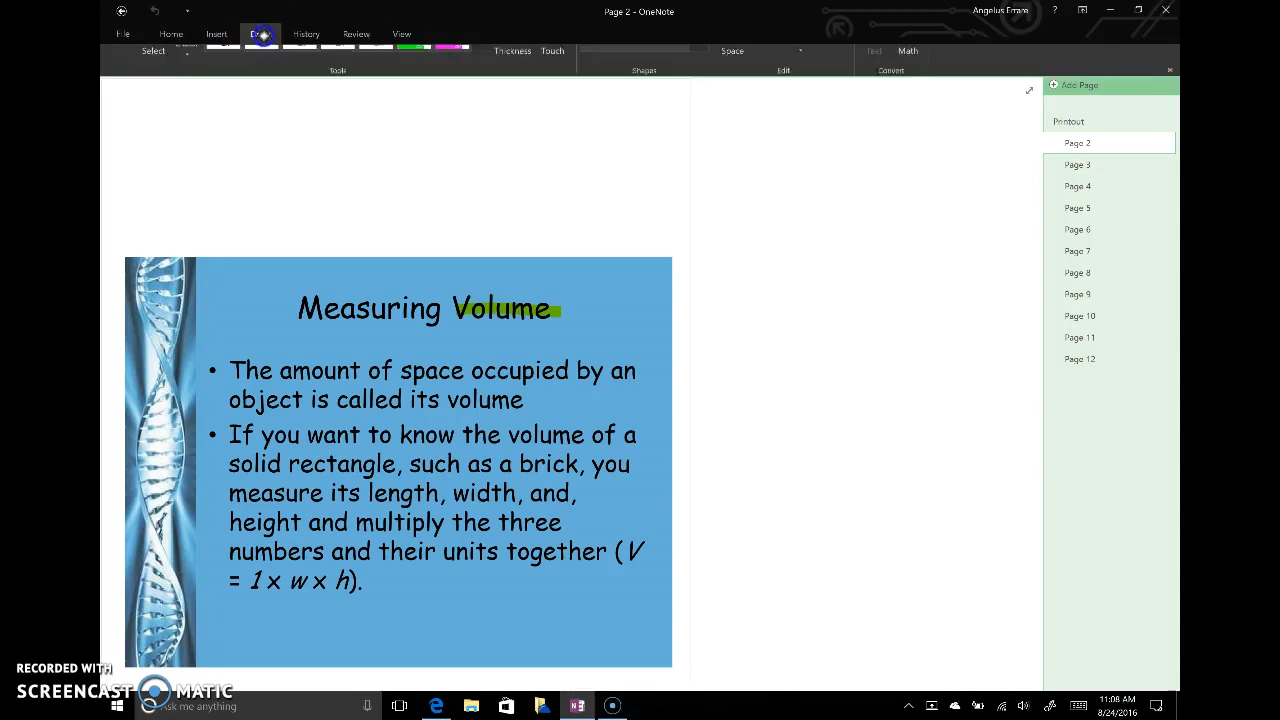 Page 2 - OneNote
Angelus Errare
?
File
Home
Insert
History
Review
View
Select
Thickness
Touch
Space
Text
Math
Tools
Shapes
Edit
Convert
Add Page
Printout
Page 2
Page 3
Page 4
Page 5
Page 6
Page 7
Page 8
Page 9
Page 10
Page 11
Page 12
Measuring Volume
• The amount of space occupied by an
object is called its volume
• If you want to know the volume of a
solid rectangle, such as a brick, you
measure its length, width, and,
height and multiply the three
numbers and their units together (V
= 1 x w x h).
RECORDED WITH
SCREENCAST MATIC
Ask me anything
11:08 AM
8/24/2016